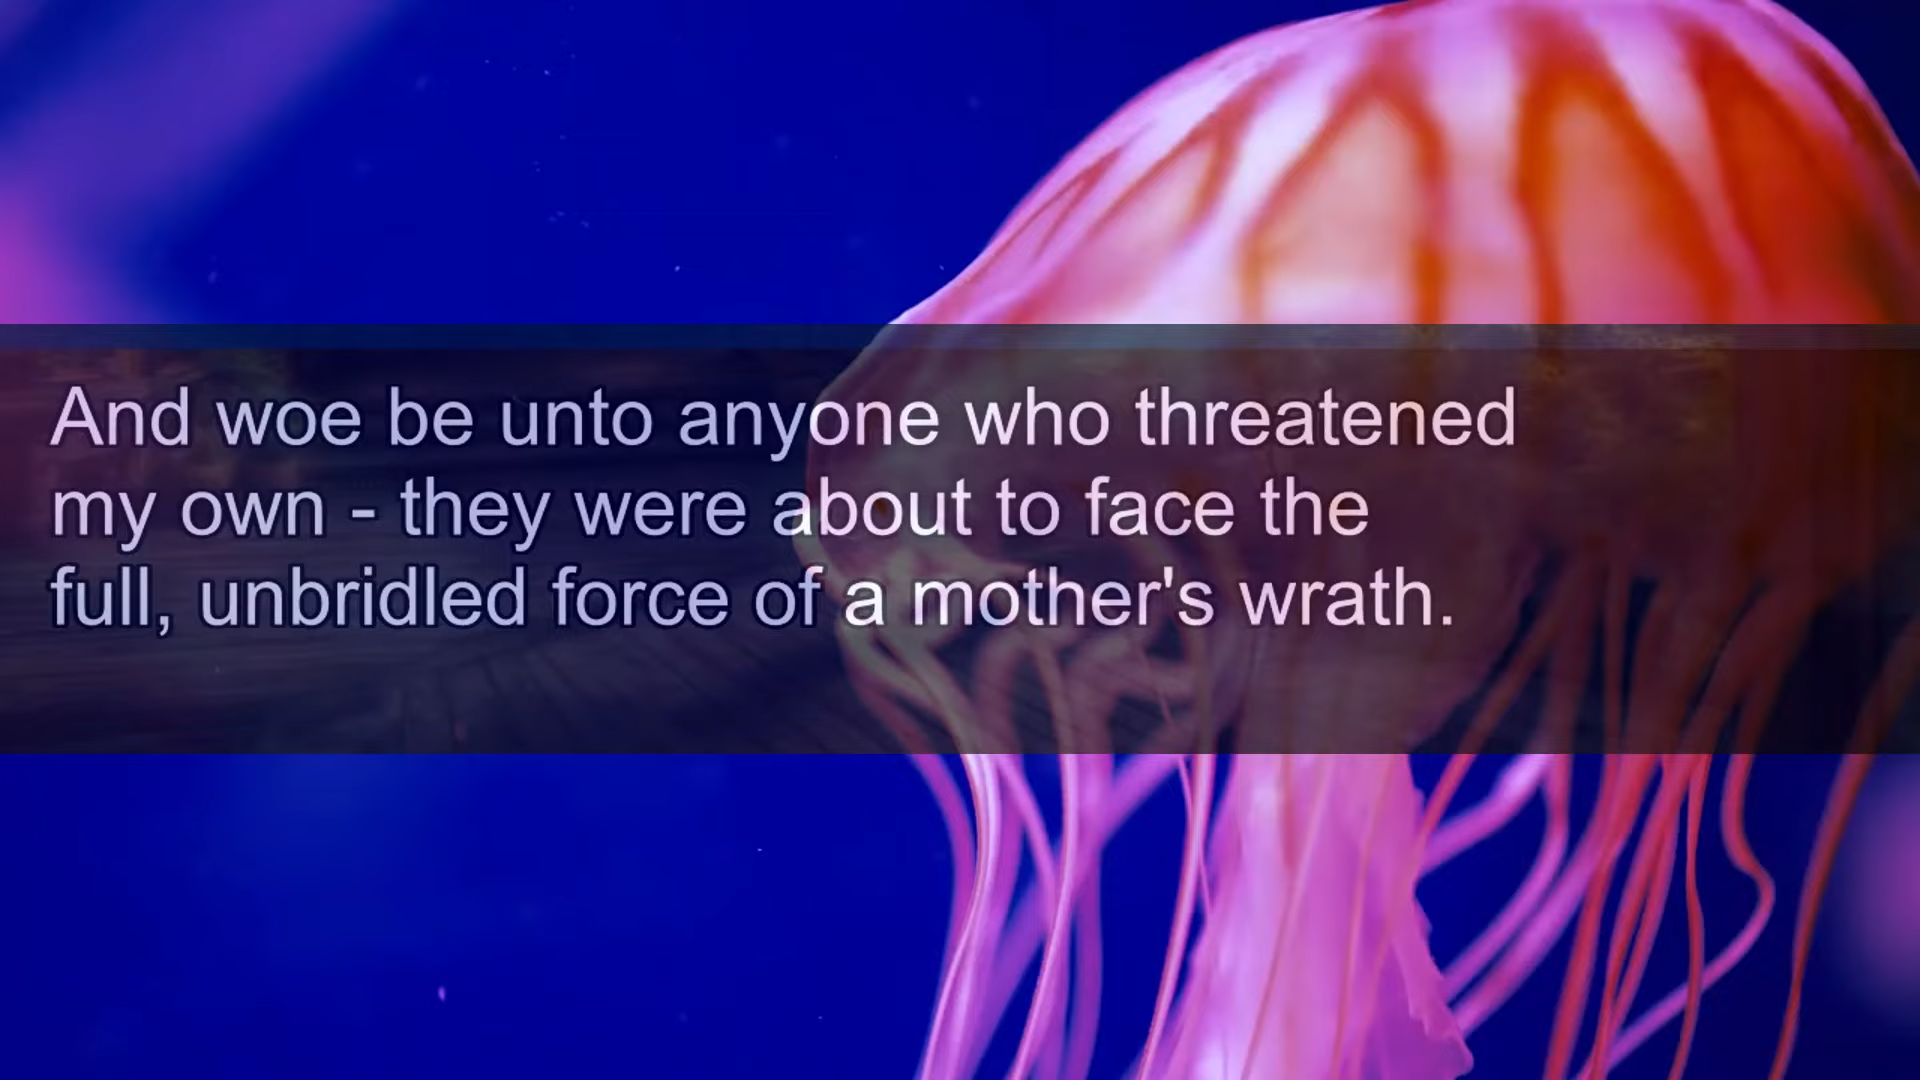 And woe be unto anyone who threatened
my own - they were about to face the
full, unbridled force of a mother's wrath.